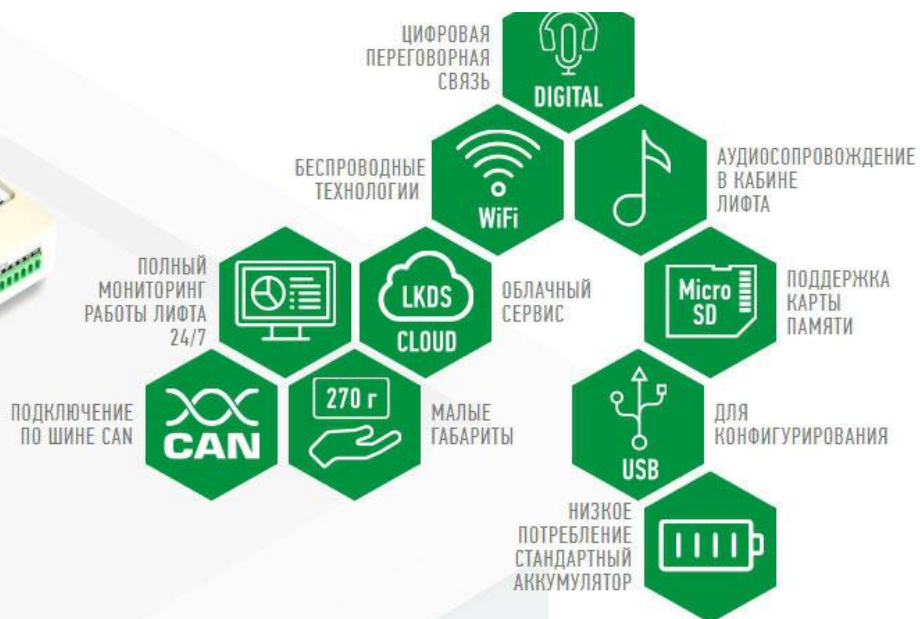 ЦИФРОВАЯ
ПЕРЕГОВОРНАЯ
СВЯЗЬ
DIGITAL
БЕСПРОВОДНЫЕ
ТЕХНОЛОГИИ
WiFi
АУДИОСОПРОВОЖДЕНИЕ
В КАБИНЕ
ЛИФТА
ПОЛНЫЙ
МОНИТОРИНГ
РАБОТЫ ЛИФТА
24/7
LKDS
CLOUD
ОБЛАЧНЫЙ
СЕРВИС
Micro
SD
ПОДДЕРЖКА
КАРТЫ
ПАМЯТИ
ПОДКЛЮЧЕНИЕ
ПО ШИНЕ CAN
CAN
270 г
МАЛЫЕ
ГАБАРИТЫ
USB
ДЛЯ
КОНФИГУРИРОВАНИЯ
НИЗКОЕ
ПОТРЕБЛЕНИЕ
СТАНДАРТНЫЙ
АККУМУЛЯТОР